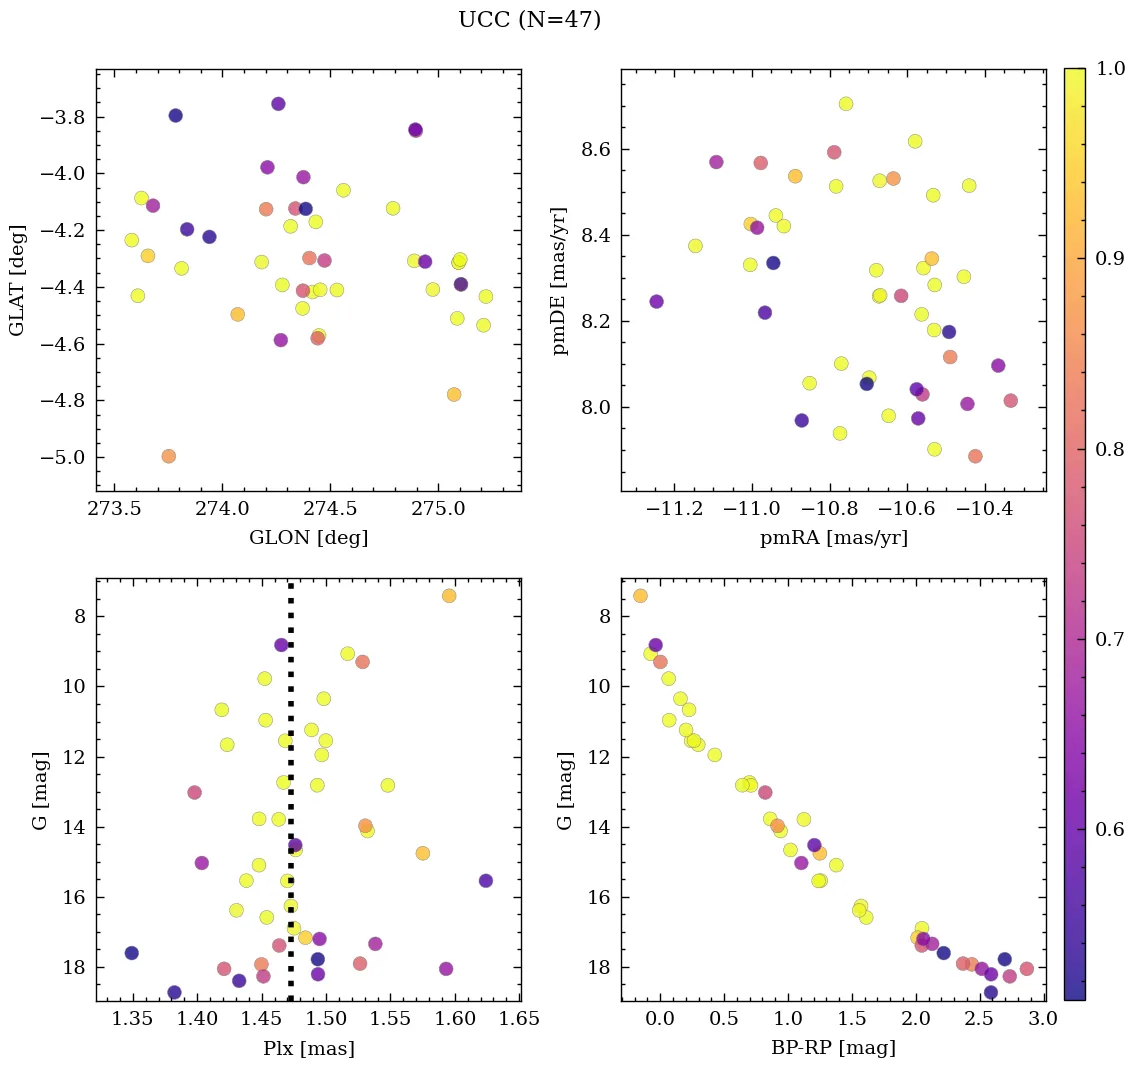 UCC (N=47)
−3.8
−4.0
−4.2
−4.4
−4.6
−4.8
−5.0
GLAT [deg]
273.5 274.0 274.5 275.0
GLON [deg]
8.6
8.4
8.2
8.0
pmDE [mas/yr]
−11.2 −11.0 −10.8 −10.6 −10.4
pmRA [mas/yr]
8
10
12
14
16
18
G [mag]
1.35 1.40 1.45 1.50 1.55 1.60 1.65
Plx [mas]
8
10
12
14
16
18
G [mag]
0.0 0.5 1.0 1.5 2.0 2.5 3.0
BP-RP [mag]
1.0
0.9
0.8
0.7
0.6